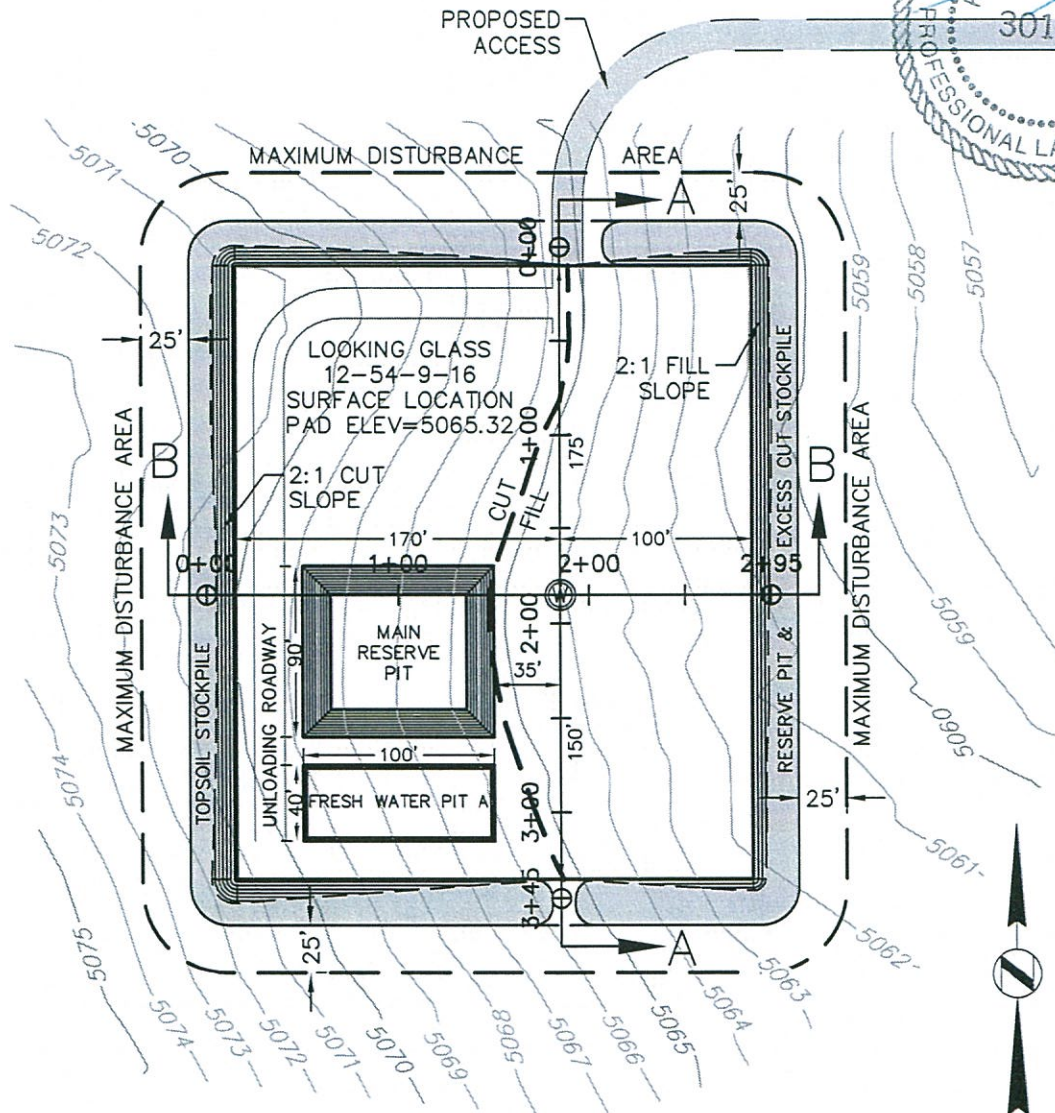 PROPOSED
ACCESS
301
PROFESSIONAL LA
MAXIMUM DISTURBANCE AREA
5070
5071
5072
5059
5058
5057
A
25'
0+00
25'
LOOKING GLASS
12-54-9-16
SURFACE LOCATION
PAD ELEV=5065.32
2:1 FILL
SLOPE
2:1 CUT
SLOPE
1+00
175'
CUT
FILL
B
B
MAXIMUM DISTURBANCE AREA
MAXIMUM DISTURBANCE AREA
5073
170'
100'
0+00
1+00
2+00
2+95
W
2+00
MAIN
RESERVE
PIT
90'
35'
5059
5060
TOPSOIL STOCKPILE
UNLOADING ROADWAY
RESERVE PIT & EXCESS CUT STOCKPILE
150'
100'
40'
FRESH WATER PIT A
3+00
25'
5074
5061
3+45
A
25'
5075
5062
5063
5064
5065
5066
5067
5068
5069
5070
5071
5072
5073
5074